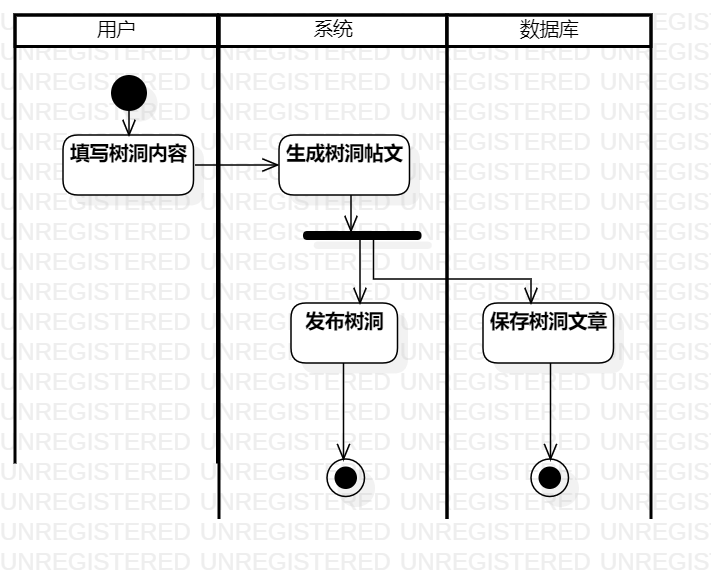 用户
系统
数据库
填写树洞内容
生成树洞帖文
发布树洞
保存树洞文章
UNREGISTERED